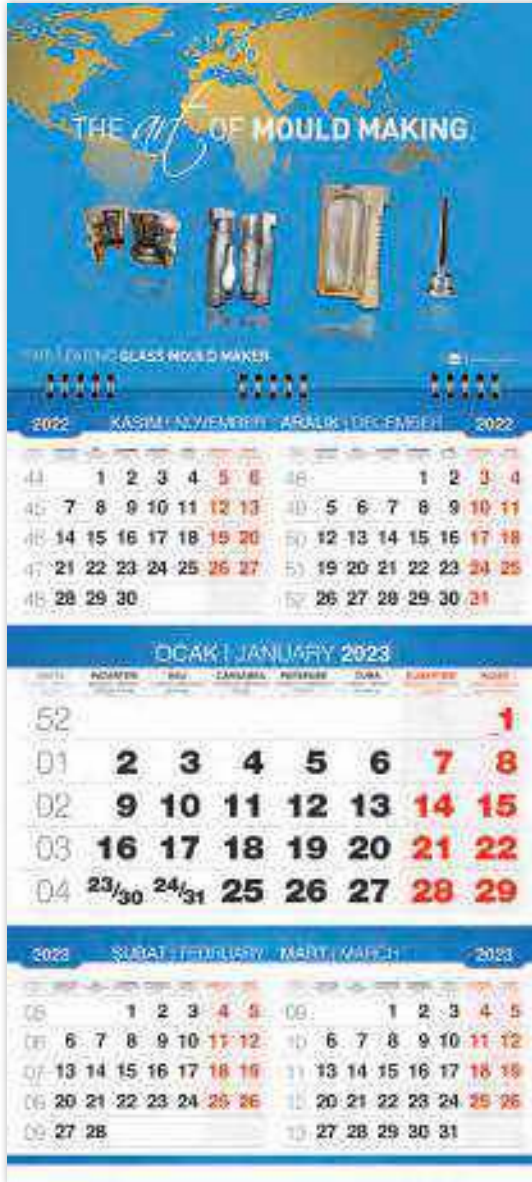 THE art OF MOULD MAKING
GLASS MOULD MAKER
2022 KASIM | NOVEMBER ARALIK | DECEMBER 2022
44 1 2 3 4 5 6 48 1 2 3 4
45 7 8 9 10 11 12 13 49 5 6 7 8 9 10 11
46 14 15 16 17 18 19 20 50 12 13 14 15 16 17 18
47 21 22 23 24 25 26 27 51 19 20 21 22 23 24 25
48 28 29 30 52 26 27 28 29 30 31
OCAK | JANUARY 2023
PAZARTESİ SALI ÇARŞAMBA PERŞEMBE CUMA CUMARTESİ PAZAR
52 1
01 2 3 4 5 6 7 8
02 9 10 11 12 13 14 15
03 16 17 18 19 20 21 22
04 23/30 24/31 25 26 27 28 29
2023 ŞUBAT | FEBRUARY MART | MARCH 2023
05 1 2 3 4 5 09 1 2 3 4 5
06 6 7 8 9 10 11 12 10 6 7 8 9 10 11 12
07 13 14 15 16 17 18 19 11 13 14 15 16 17 18 19
08 20 21 22 23 24 25 26 12 20 21 22 23 24 25 26
09 27 28 13 27 28 29 30 31